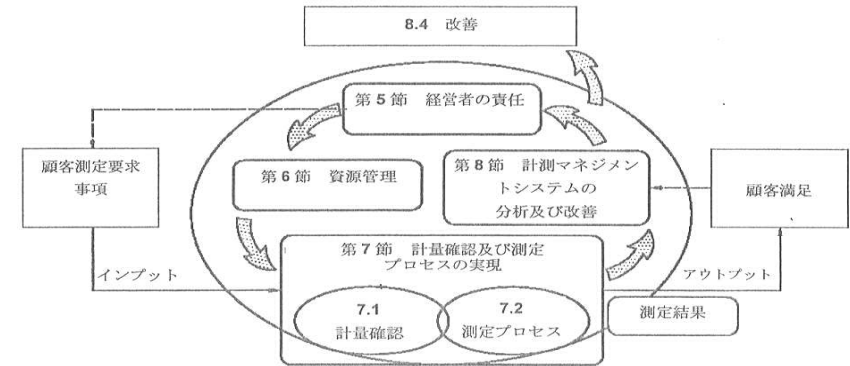 8.4 改善
第5節 経営者の責任
顧客測定要求
事項
第6節 資源管理
第8節 計測マネジメン
トシステムの
分析及び改善
顧客満足
第7節 計量確認及び測定
プロセスの実現
インプット
アウトプット
7.1
計量確認
7.2
測定プロセス
測定結果